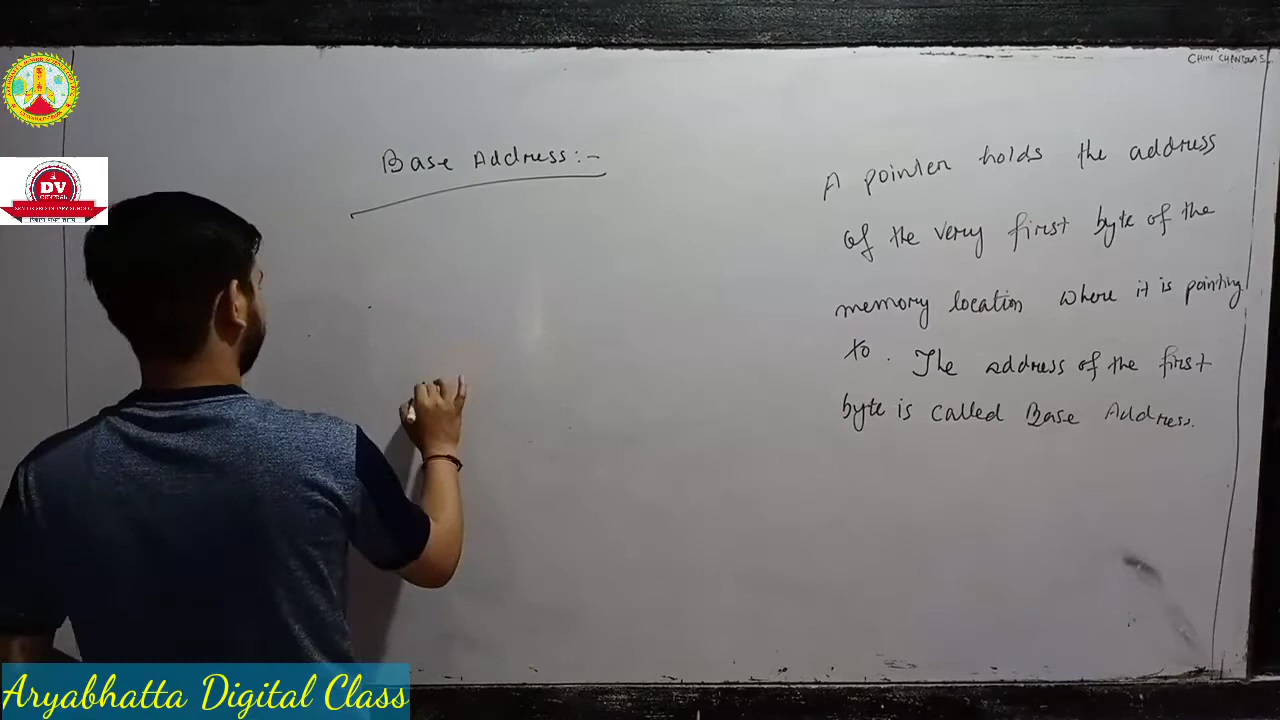 Base Address:-
A pointer holds the address
of the very first byte of the
memory location where it is pointing
to. The address of the first
byte is called Base Address.
DV
Aryabhatta Digital Class